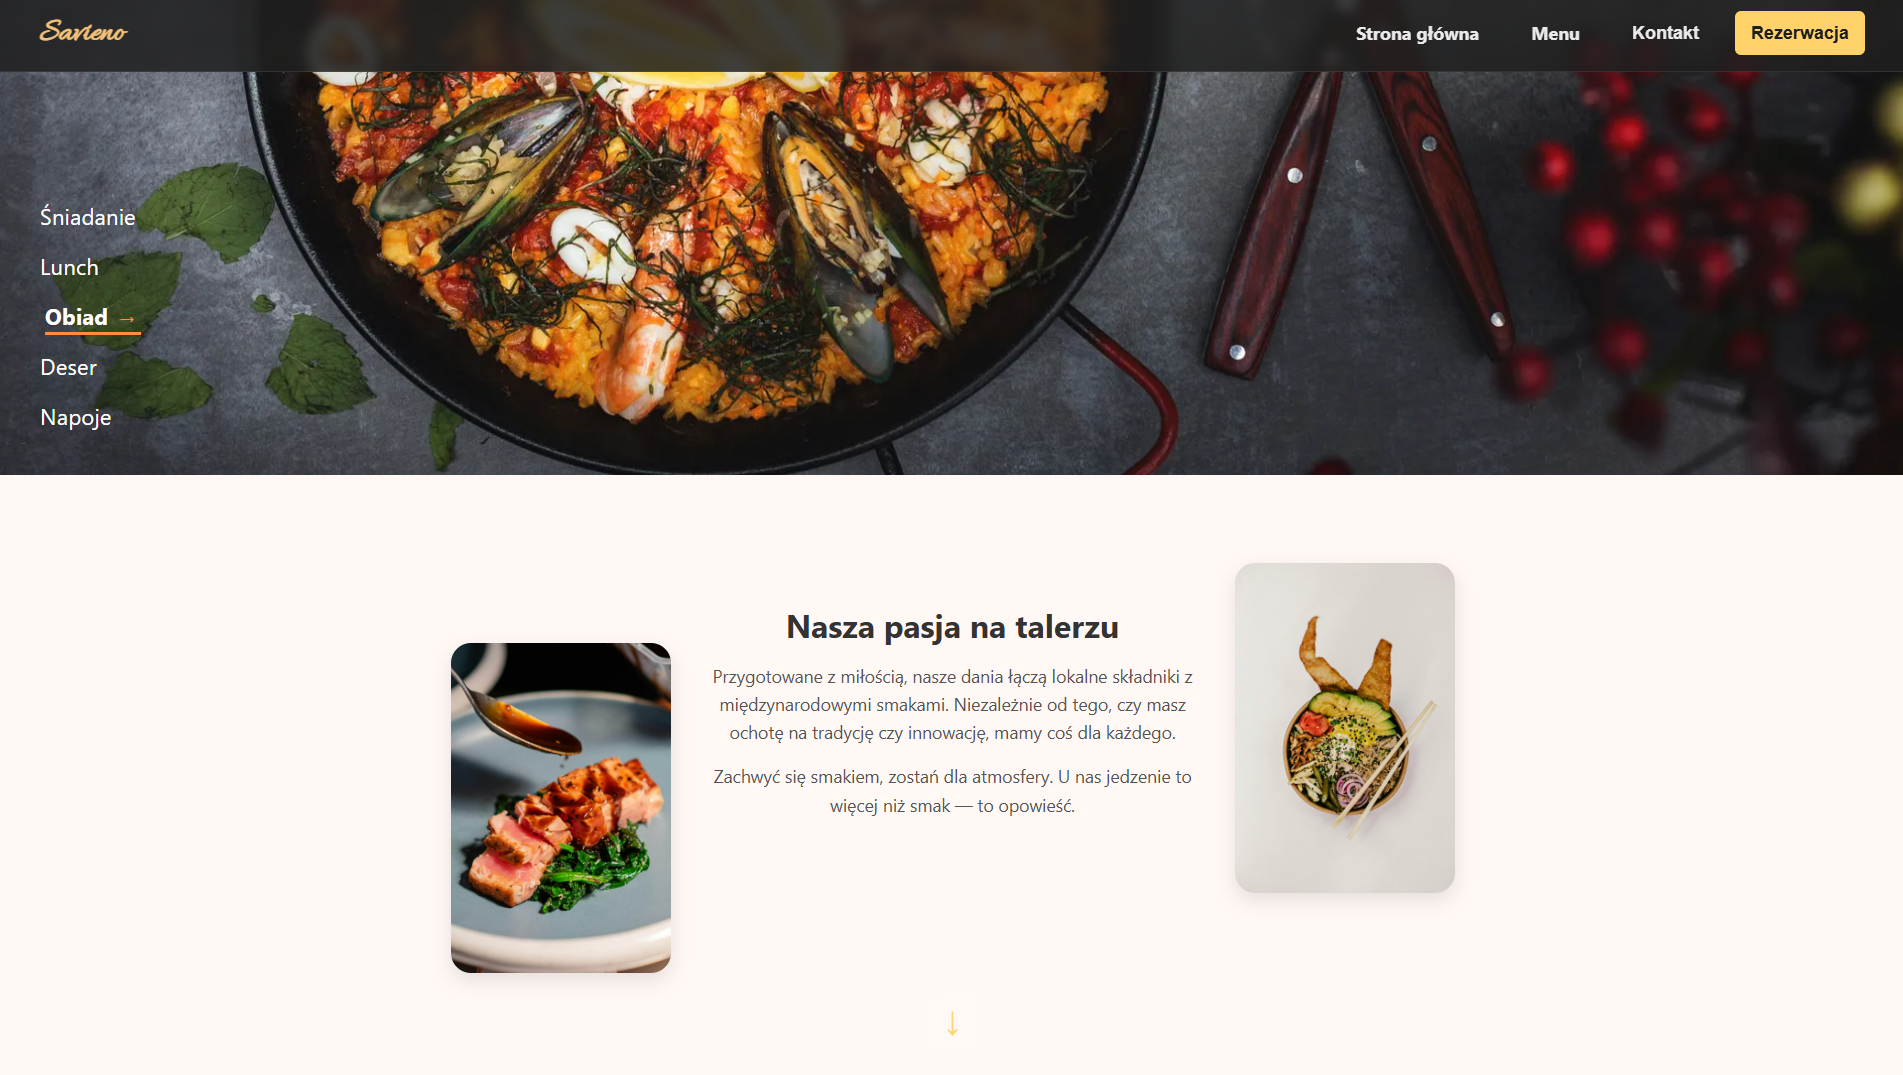 Savieno
Strona główna
Menu
Kontakt
Rezerwacja
Śniadanie
Lunch
Obiad →
Deser
Napoje
Nasza pasja na talerzu
Przygotowane z miłością, nasze dania łączą lokalne składniki z
międzynarodowymi smakami. Niezależnie od tego, czy masz
ochotę na tradycję czy innowację, mamy coś dla każdego.
Zachwyć się smakiem, zostań dla atmosfery. U nas jedzenie to
więcej niż smak — to opowieść.
↓